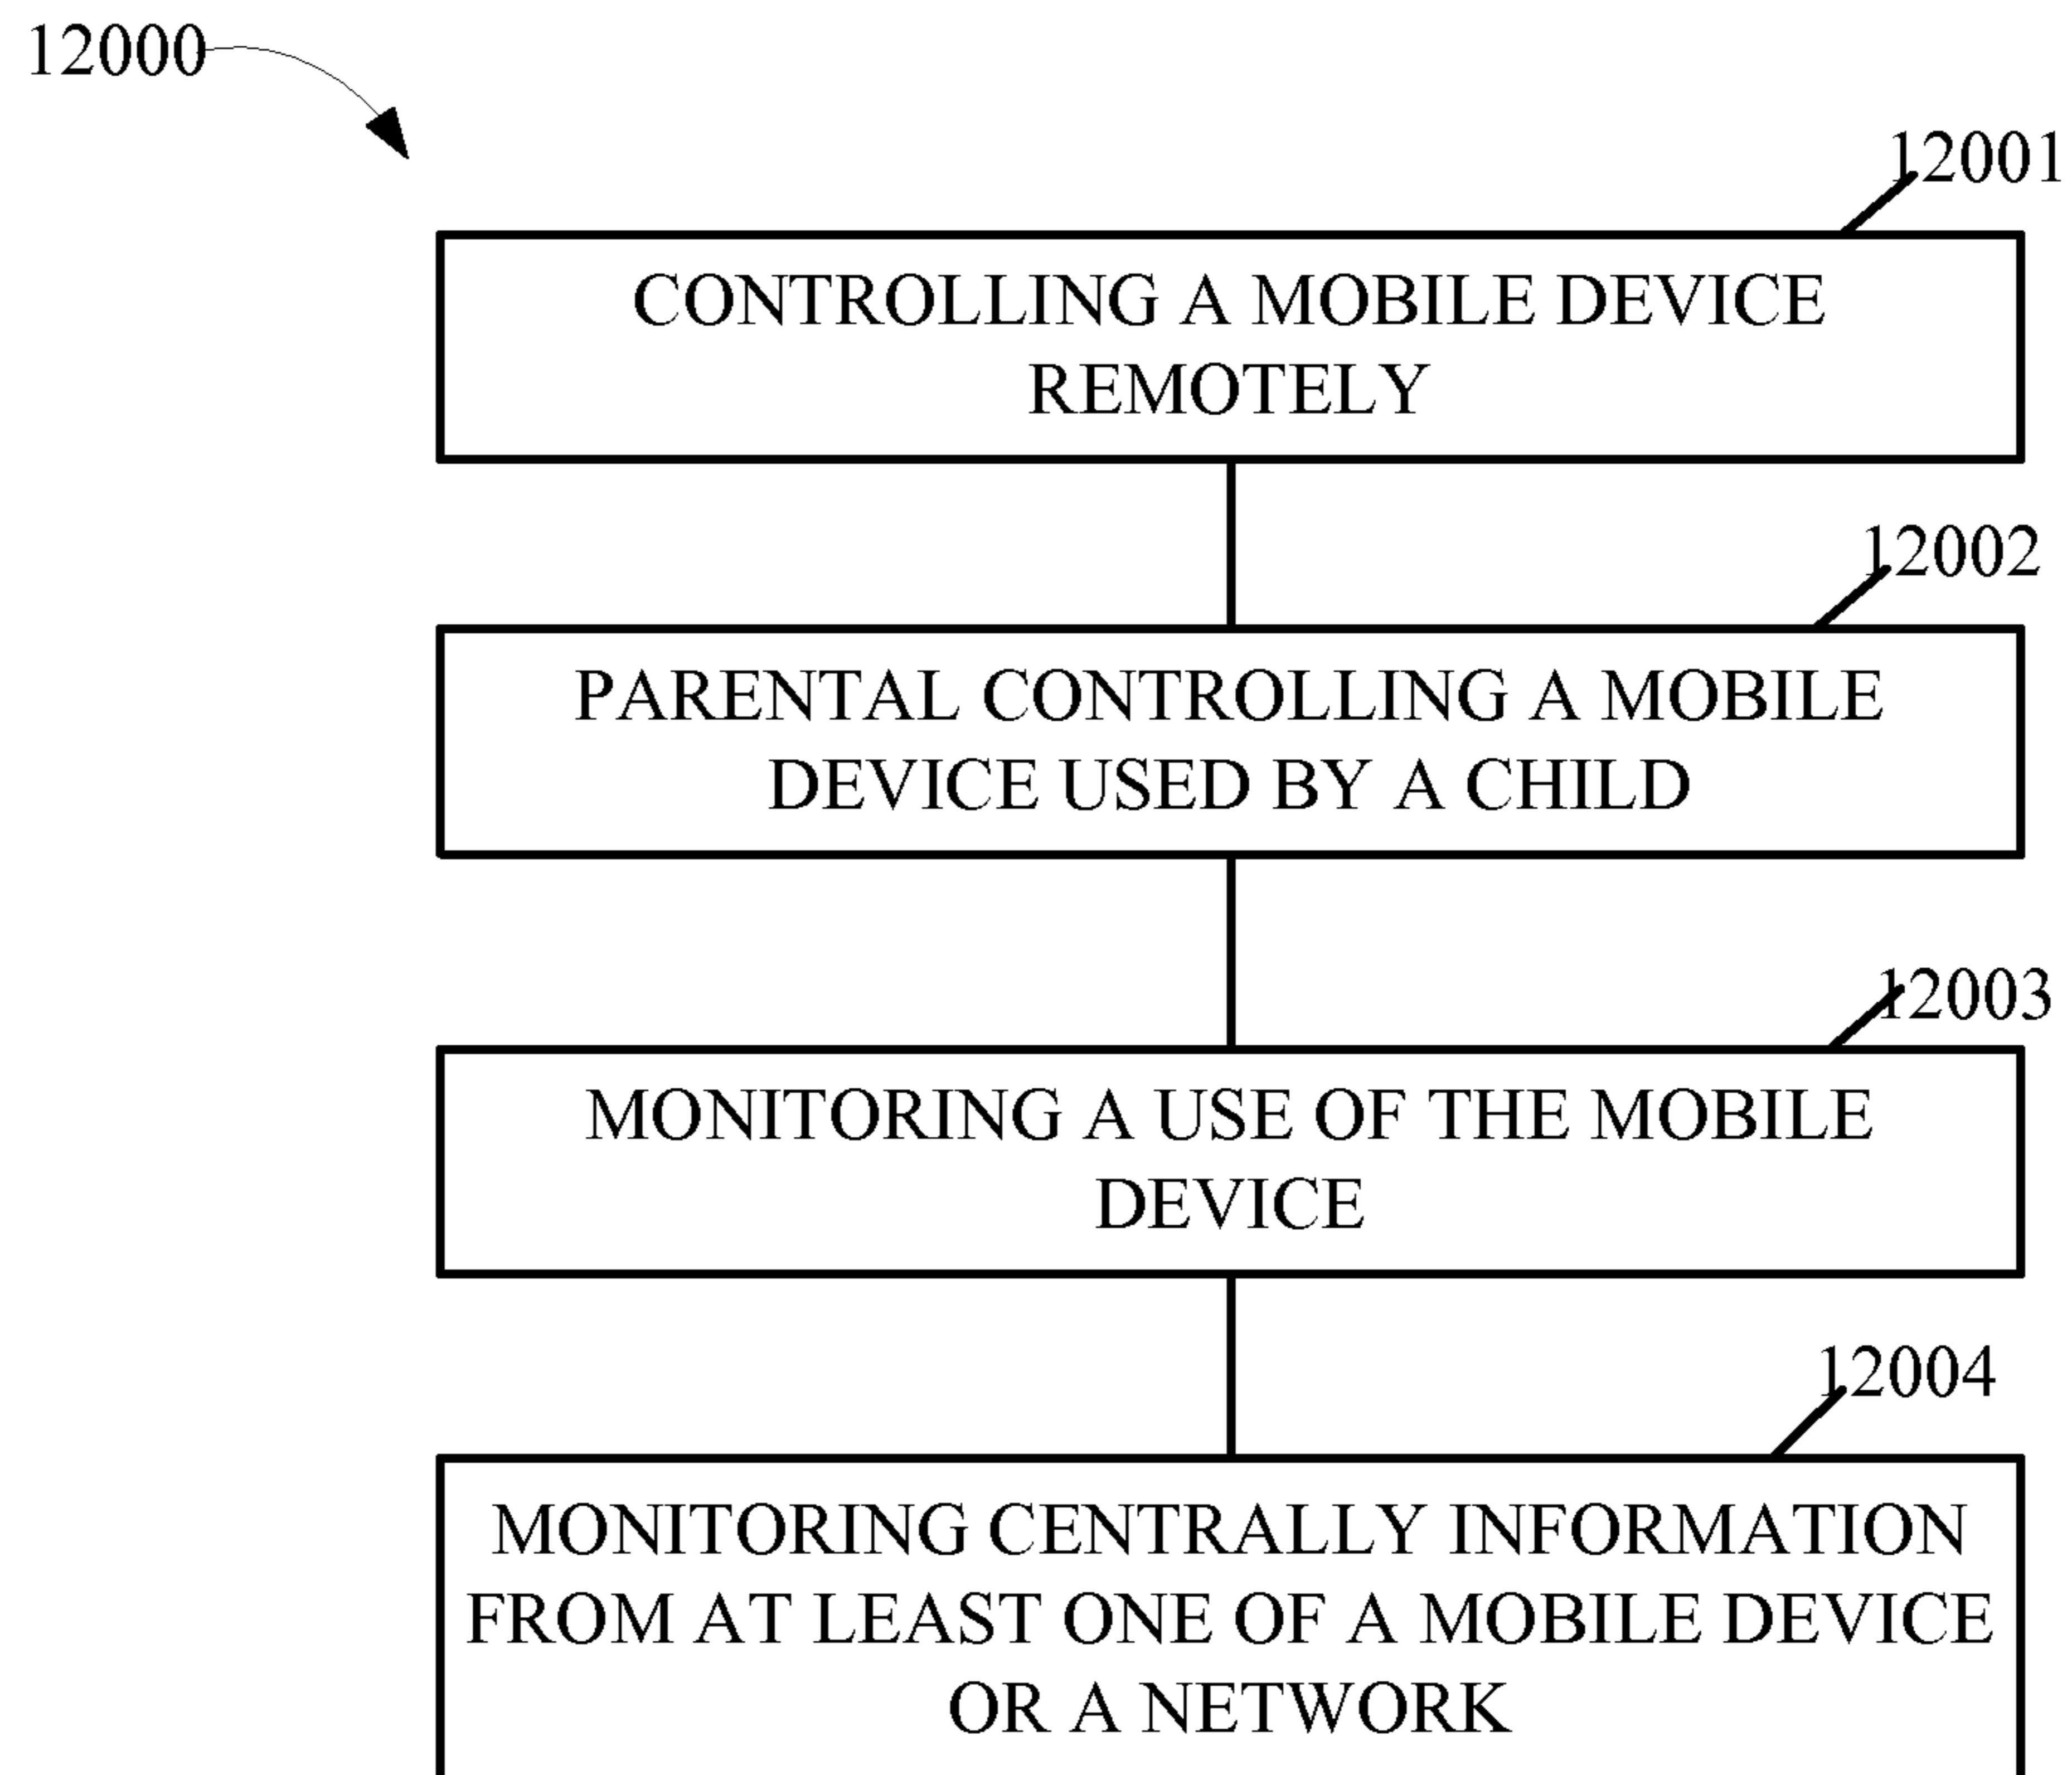 12000
12001
CONTROLLING A MOBILE DEVICE
REMOTELY
12002
PARENTAL CONTROLLING A MOBILE
DEVICE USED BY A CHILD
12003
MONITORING A USE OF THE MOBILE
DEVICE
12004
MONITORING CENTRALLY INFORMATION
FROM AT LEAST ONE OF A MOBILE DEVICE
OR A NETWORK